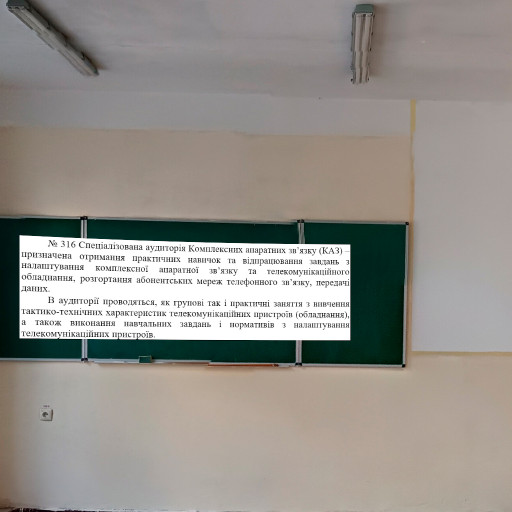 № 316 Спеціалізована аудиторія Комплексних апаратних зв’язку (КАЗ) –
призначена отримання практичних навичок та відпрацювання завдань з
налаштування комплексної апаратної зв’язку та телекомунікаційного
обладнання, розгортання абонентських мереж телефонного зв’язку, передачі
даних.
В аудиторії проводяться, як групові так і практичні заняття з вивчення
тактико-технічних характеристик телекомунікаційних пристроїв (обладнання),
а також виконання навчальних завдань і нормативів з налаштування
телекомунікаційних пристроїв.